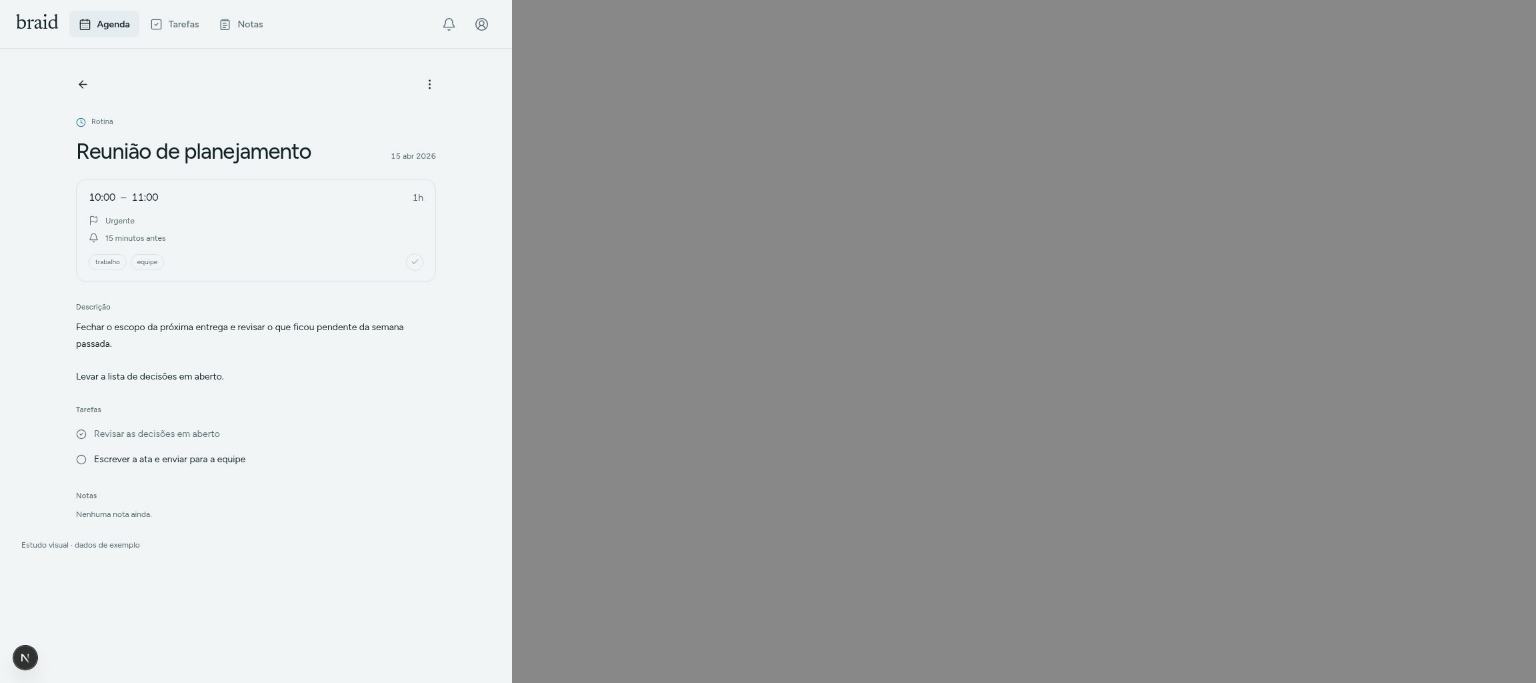 braid
Agenda
Tarefas
Notas
Rotina
Reunião de planejamento
15 abr 2026
10:00 – 11:00
1h
Urgente
15 minutos antes
trabalho
equipe
Descrição
Fechar o escopo da próxima entrega e revisar o que ficou pendente da semana
passada.
Levar a lista de decisões em aberto.
Tarefas
Revisar as decisões em aberto
Escrever a ata e enviar para a equipe
Notas
Nenhuma nota ainda.
Estudo visual · dados de exemplo
N